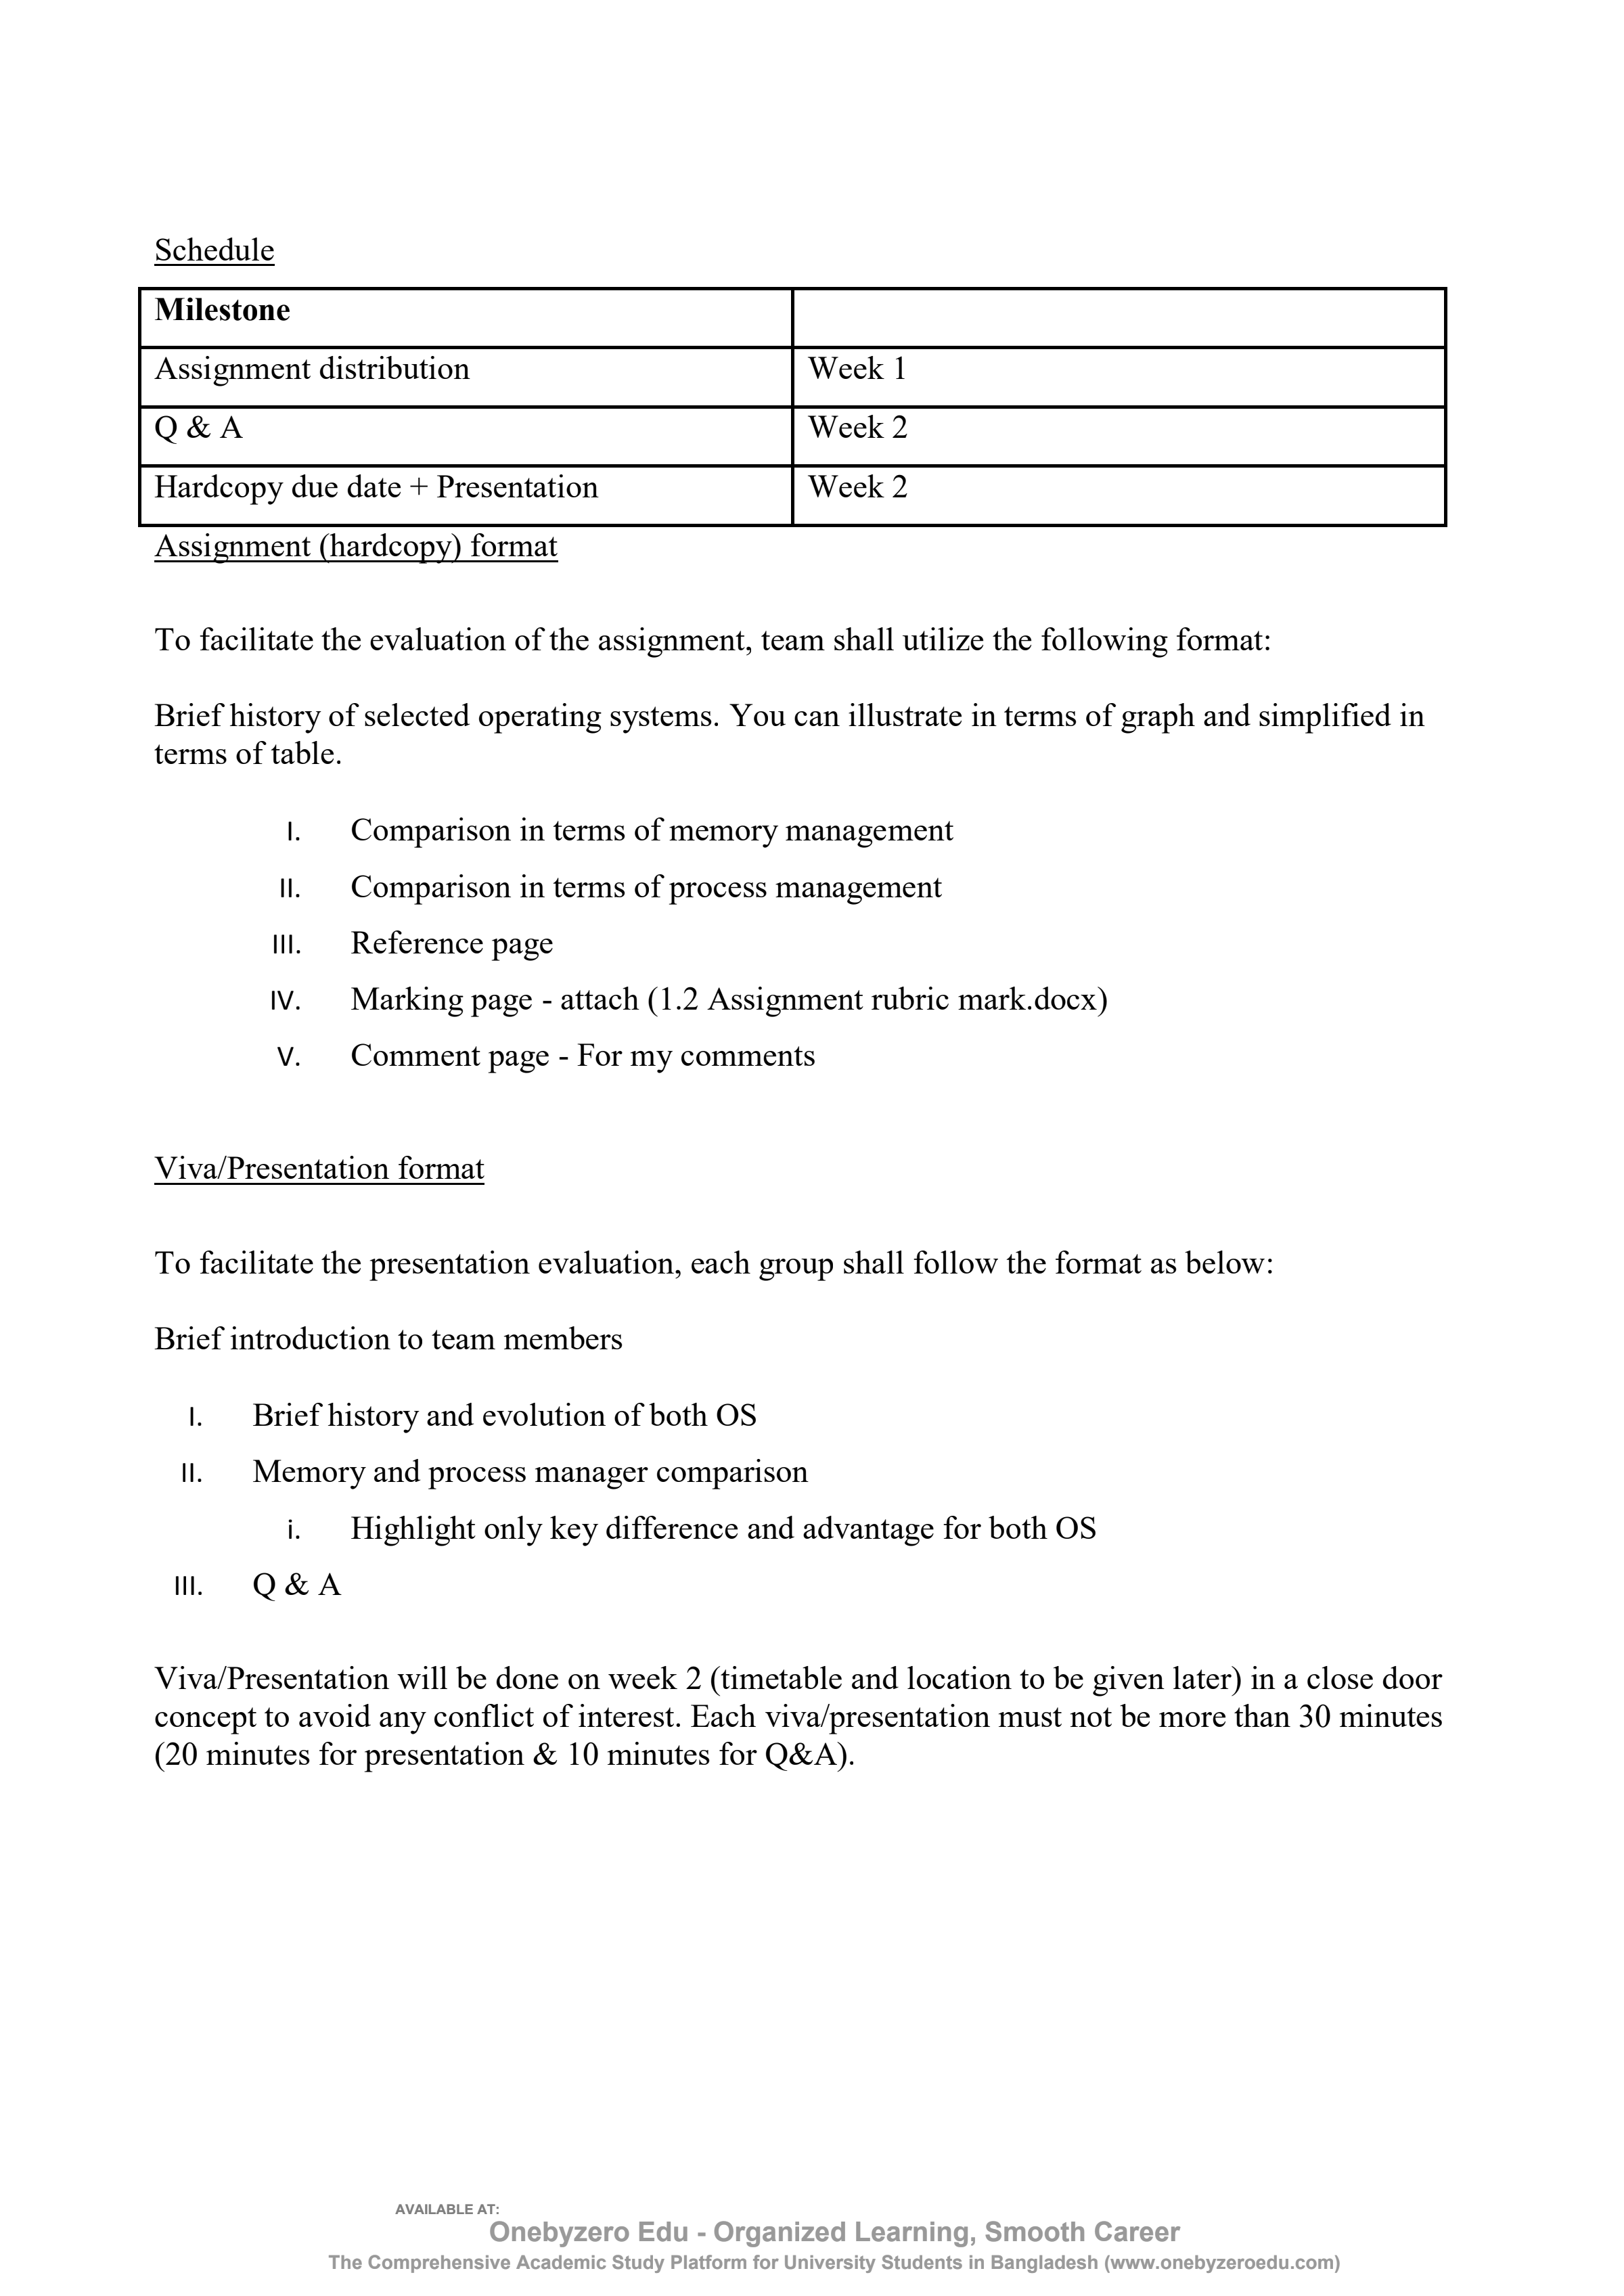 Schedule
Milestone
Assignment distribution Week 1
Q & A Week 2
Hardcopy due date + Presentation Week 2
Assignment (hardcopy) format
To facilitate the evaluation of the assignment, team shall utilize the following format:
Brief history of selected operating systems. You can illustrate in terms of graph and simplified in
terms of table.
I. Comparison in terms of memory management
II. Comparison in terms of process management
III. Reference page
IV. Marking page - attach (1.2 Assignment rubric mark.docx)
V. Comment page - For my comments
Viva/Presentation format
To facilitate the presentation evaluation, each group shall follow the format as below:
Brief introduction to team members
I. Brief history and evolution of both OS
II. Memory and process manager comparison
i. Highlight only key difference and advantage for both OS
III. Q & A
Viva/Presentation will be done on week 2 (timetable and location to be given later) in a close door
concept to avoid any conflict of interest. Each viva/presentation must not be more than 30 minutes
(20 minutes for presentation & 10 minutes for Q&A).
AVAILABLE AT:
Onebyzero Edu - Organized Learning, Smooth Career
The Comprehensive Academic Study Platform for University Students in Bangladesh (www.onebyzeroedu.com)